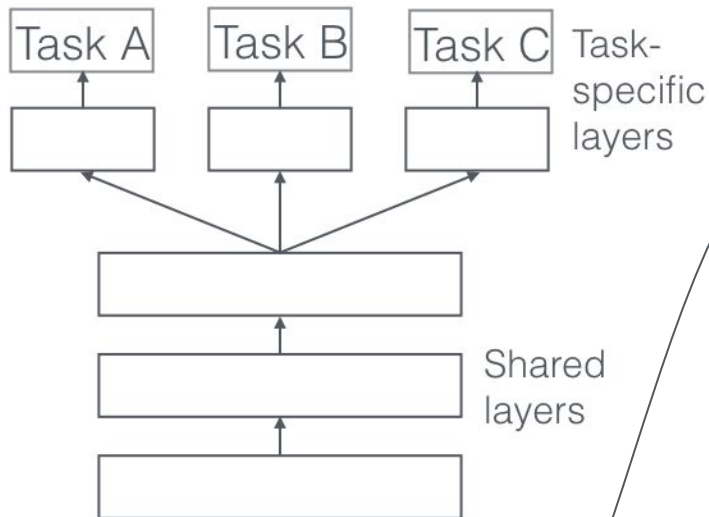 Task A
Task B
Task C
Task-
specific
layers
Shared
layers